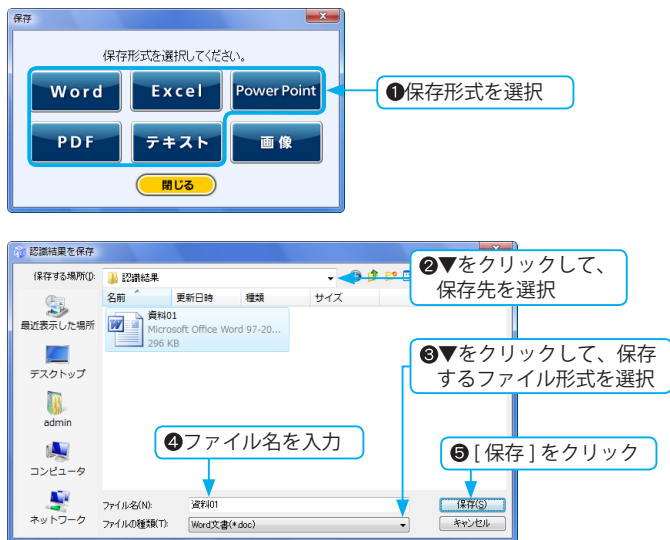 保存
保存形式を選択してください。
Word
Excel
Power Point
❶保存形式を選択
PDF
テキスト
画像
閉じる
認識結果を保存
保存する場所(I):
認識結果
❷▼をクリックして、
保存先を選択
名前
更新日時
種類
サイズ
最近表示した場所
資料01
Microsoft Office Word 97-20...
296 KB
デスクトップ
❸▼をクリックして、保存
するファイル形式を選択
admin
❹ファイル名を入力
❺[ 保存 ] をクリック
コンピュータ
ネットワーク
ファイル名(N):
資料01
保存(S)
ファイルの種類(T):
Word文書(*.doc)
キャンセル